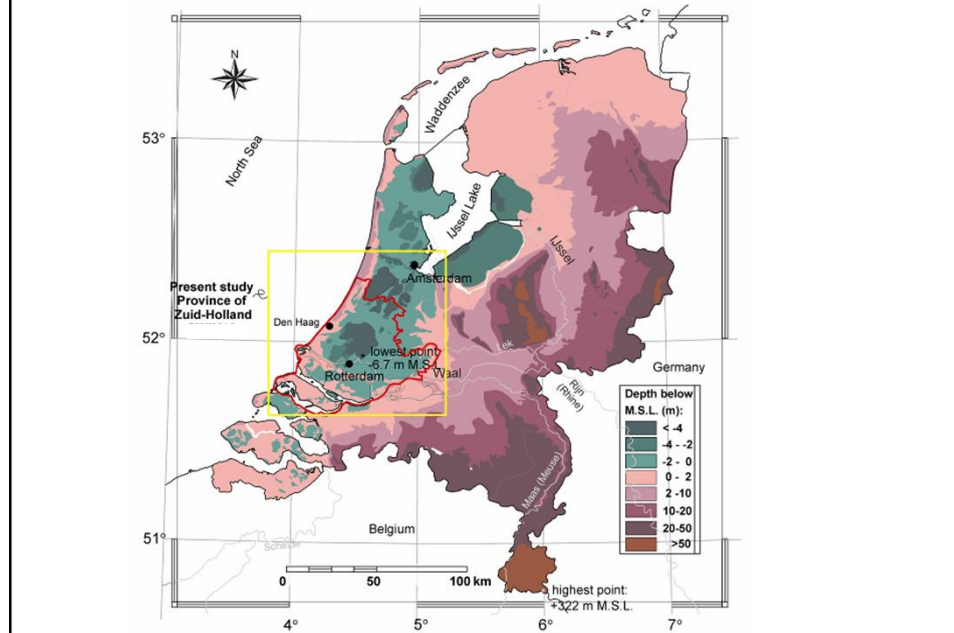 N
53°
North Sea
Waddenzee
IJssel Lake
IJssel
Amsterdam
Present study
Province of
Zuid-Holland
Den Haag
52°
lowest point
-6.7 m M.S.
Rotterdam
Lek
Waal
Germany
Rijn
(Rhine)
Depth below
M.S.L. (m):
< -4
-4 - -2
-2 - 0
0 - 2
2 -10
10-20
20-50
>50
Maas (Meuse)
Belgium
51°
Schelde
0 50 100 km
highest point:
+322 m M.S.L.
4° 5° 6° 7°